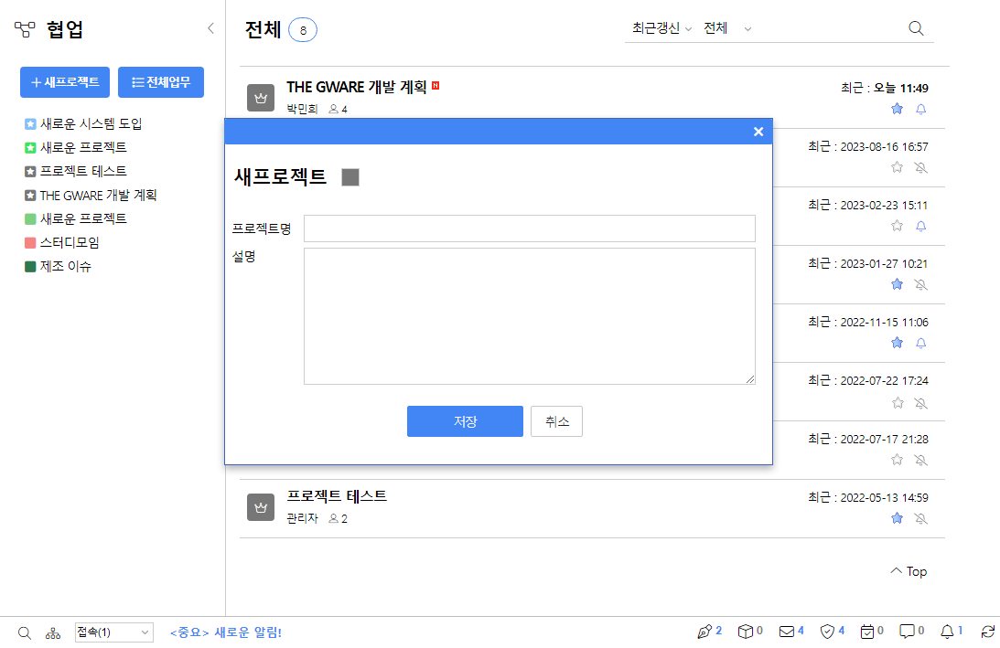 협업
새프로젝트
전체업무
새로운 시스템 도입
새로운 프로젝트
프로젝트 테스트
THE GWARE 개발 계획
새로운 프로젝트
스터디모임
제조 이슈
전체 8
최근갱신 전체
THE GWARE 개발 계획 N
박민희 4
최근 : 오늘 11:49
최근 : 2023-08-16 16:57
최근 : 2023-02-23 15:11
최근 : 2023-01-27 10:21
최근 : 2022-11-15 11:06
최근 : 2022-07-22 17:24
최근 : 2022-07-17 21:28
새프로젝트
프로젝트명
설명
저장 취소
프로젝트 테스트
관리자 2
최근 : 2022-05-13 14:59
Top
접속(1) <중요> 새로운 알림! 2 0 4 4 0 0 1